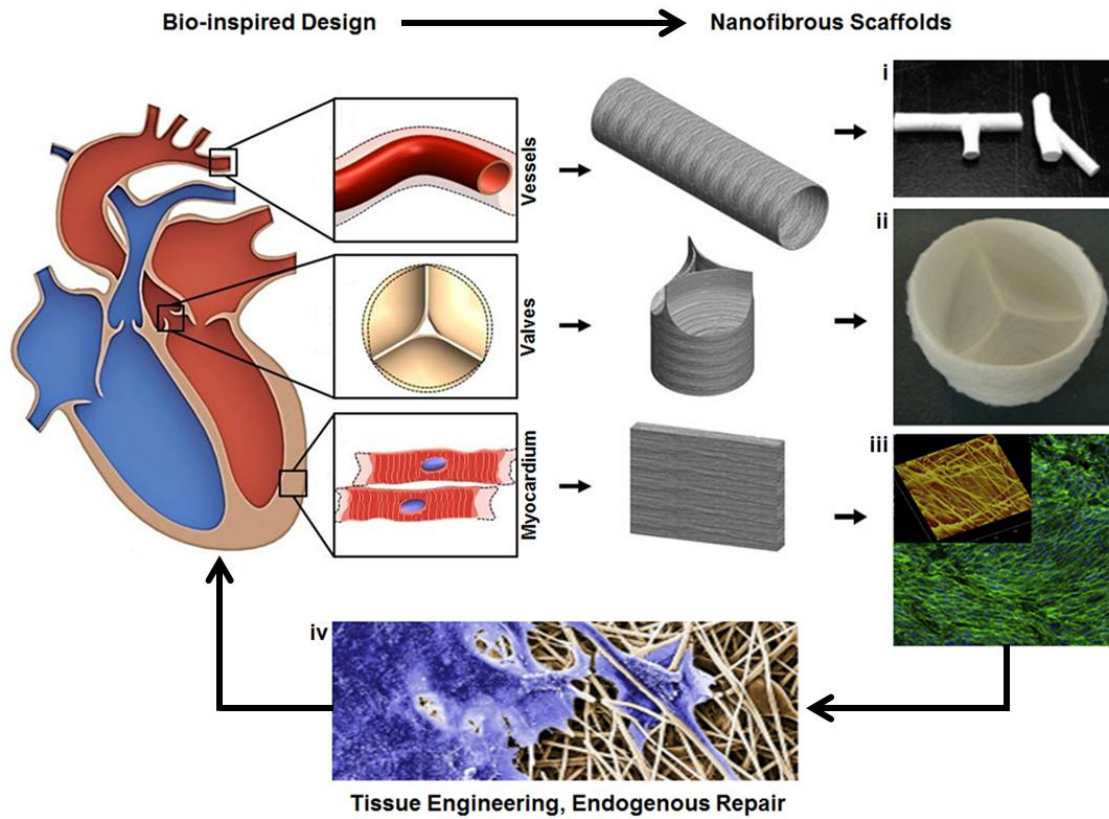 Bio-inspired Design
Nanofibrous Scaffolds
i
Vessels
ii
Valves
iii
Myocardium
iv
Tissue Engineering, Endogenous Repair